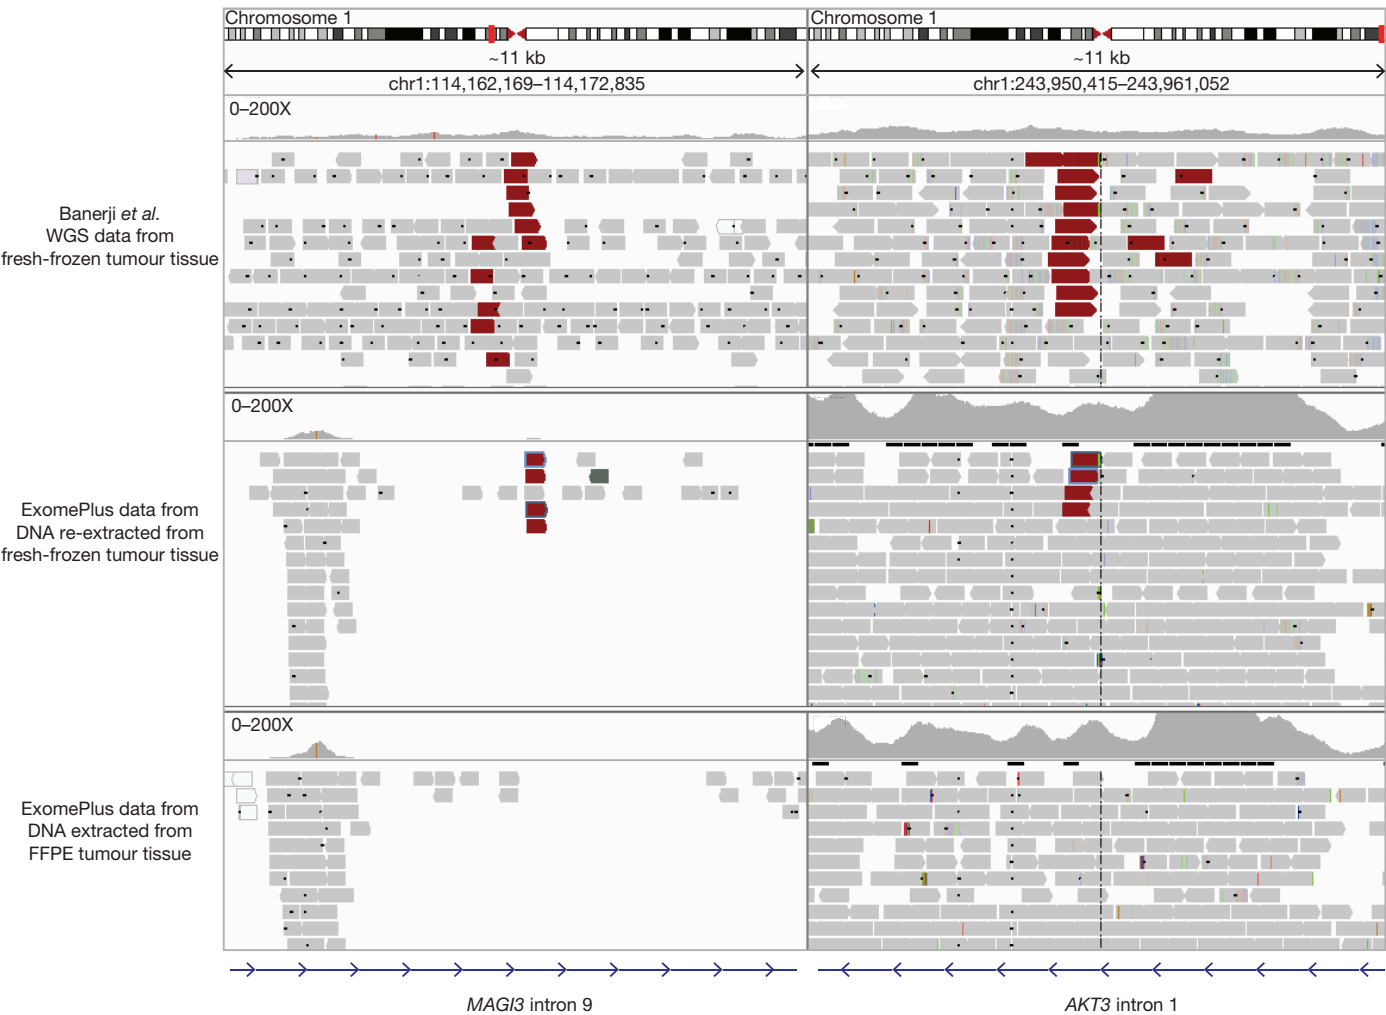 Chromosome 1
Chromosome 1
~11 kb
~11 kb
chr1:114,162,169–114,172,835
chr1:243,950,415–243,961,052
0–200X
Banerji et al.
WGS data from
fresh-frozen tumour tissue
0–200X
ExomePlus data from
DNA re-extracted from
fresh-frozen tumour tissue
0–200X
ExomePlus data from
DNA extracted from
FFPE tumour tissue
MAGI3 intron 9
AKT3 intron 1